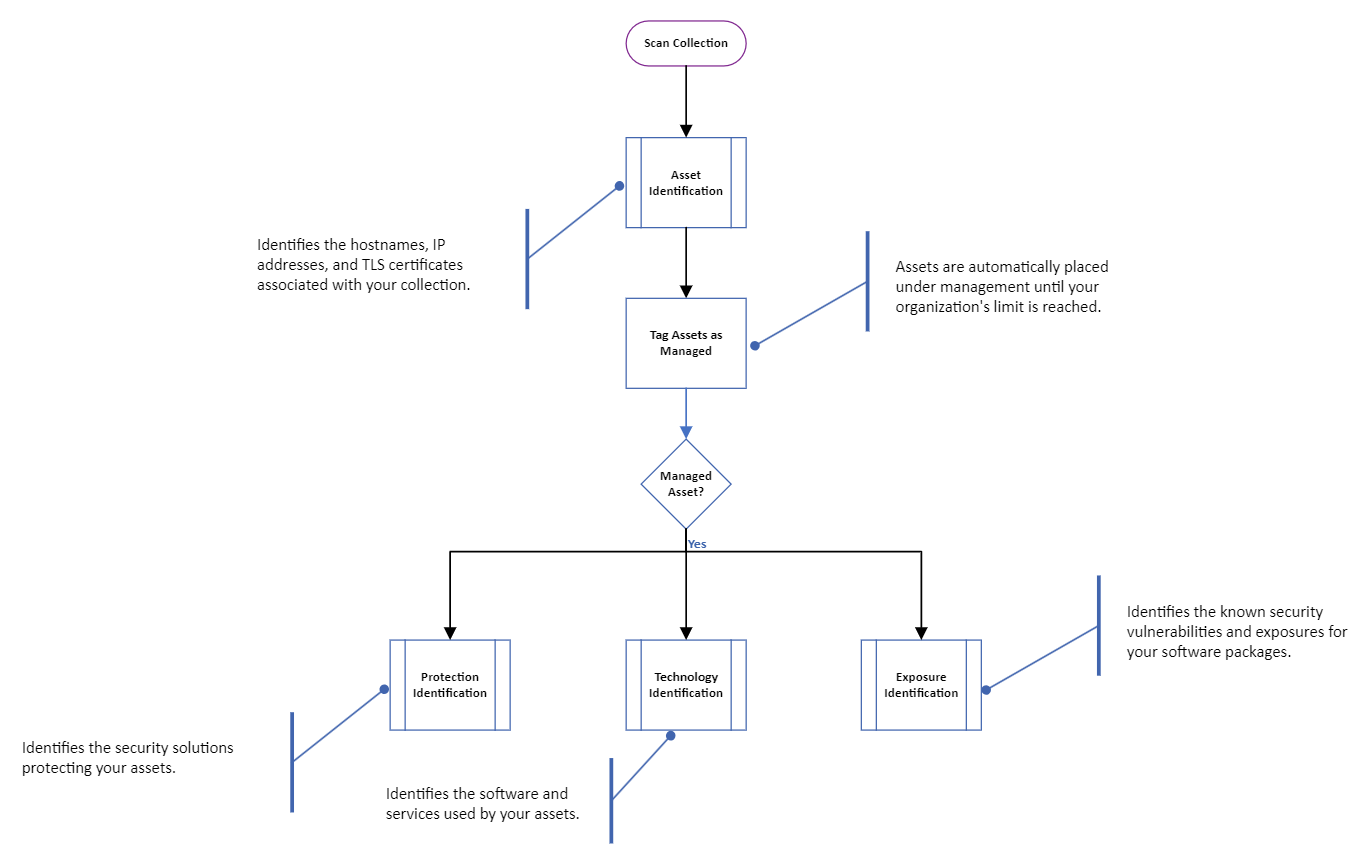 Scan Collection
Asset
Identification
Identifies the hostnames, IP
addresses, and TLS certificates
associated with your collection.
Assets are automatically placed
under management until your
organization's limit is reached.
Tag Assets as
Managed
Managed
Asset?
Yes
Protection
Identification
Technology
Identification
Exposure
Identification
Identifies the known security
vulnerabilities and exposures for
your software packages.
Identifies the security solutions
protecting your assets.
Identifies the software and
services used by your assets.